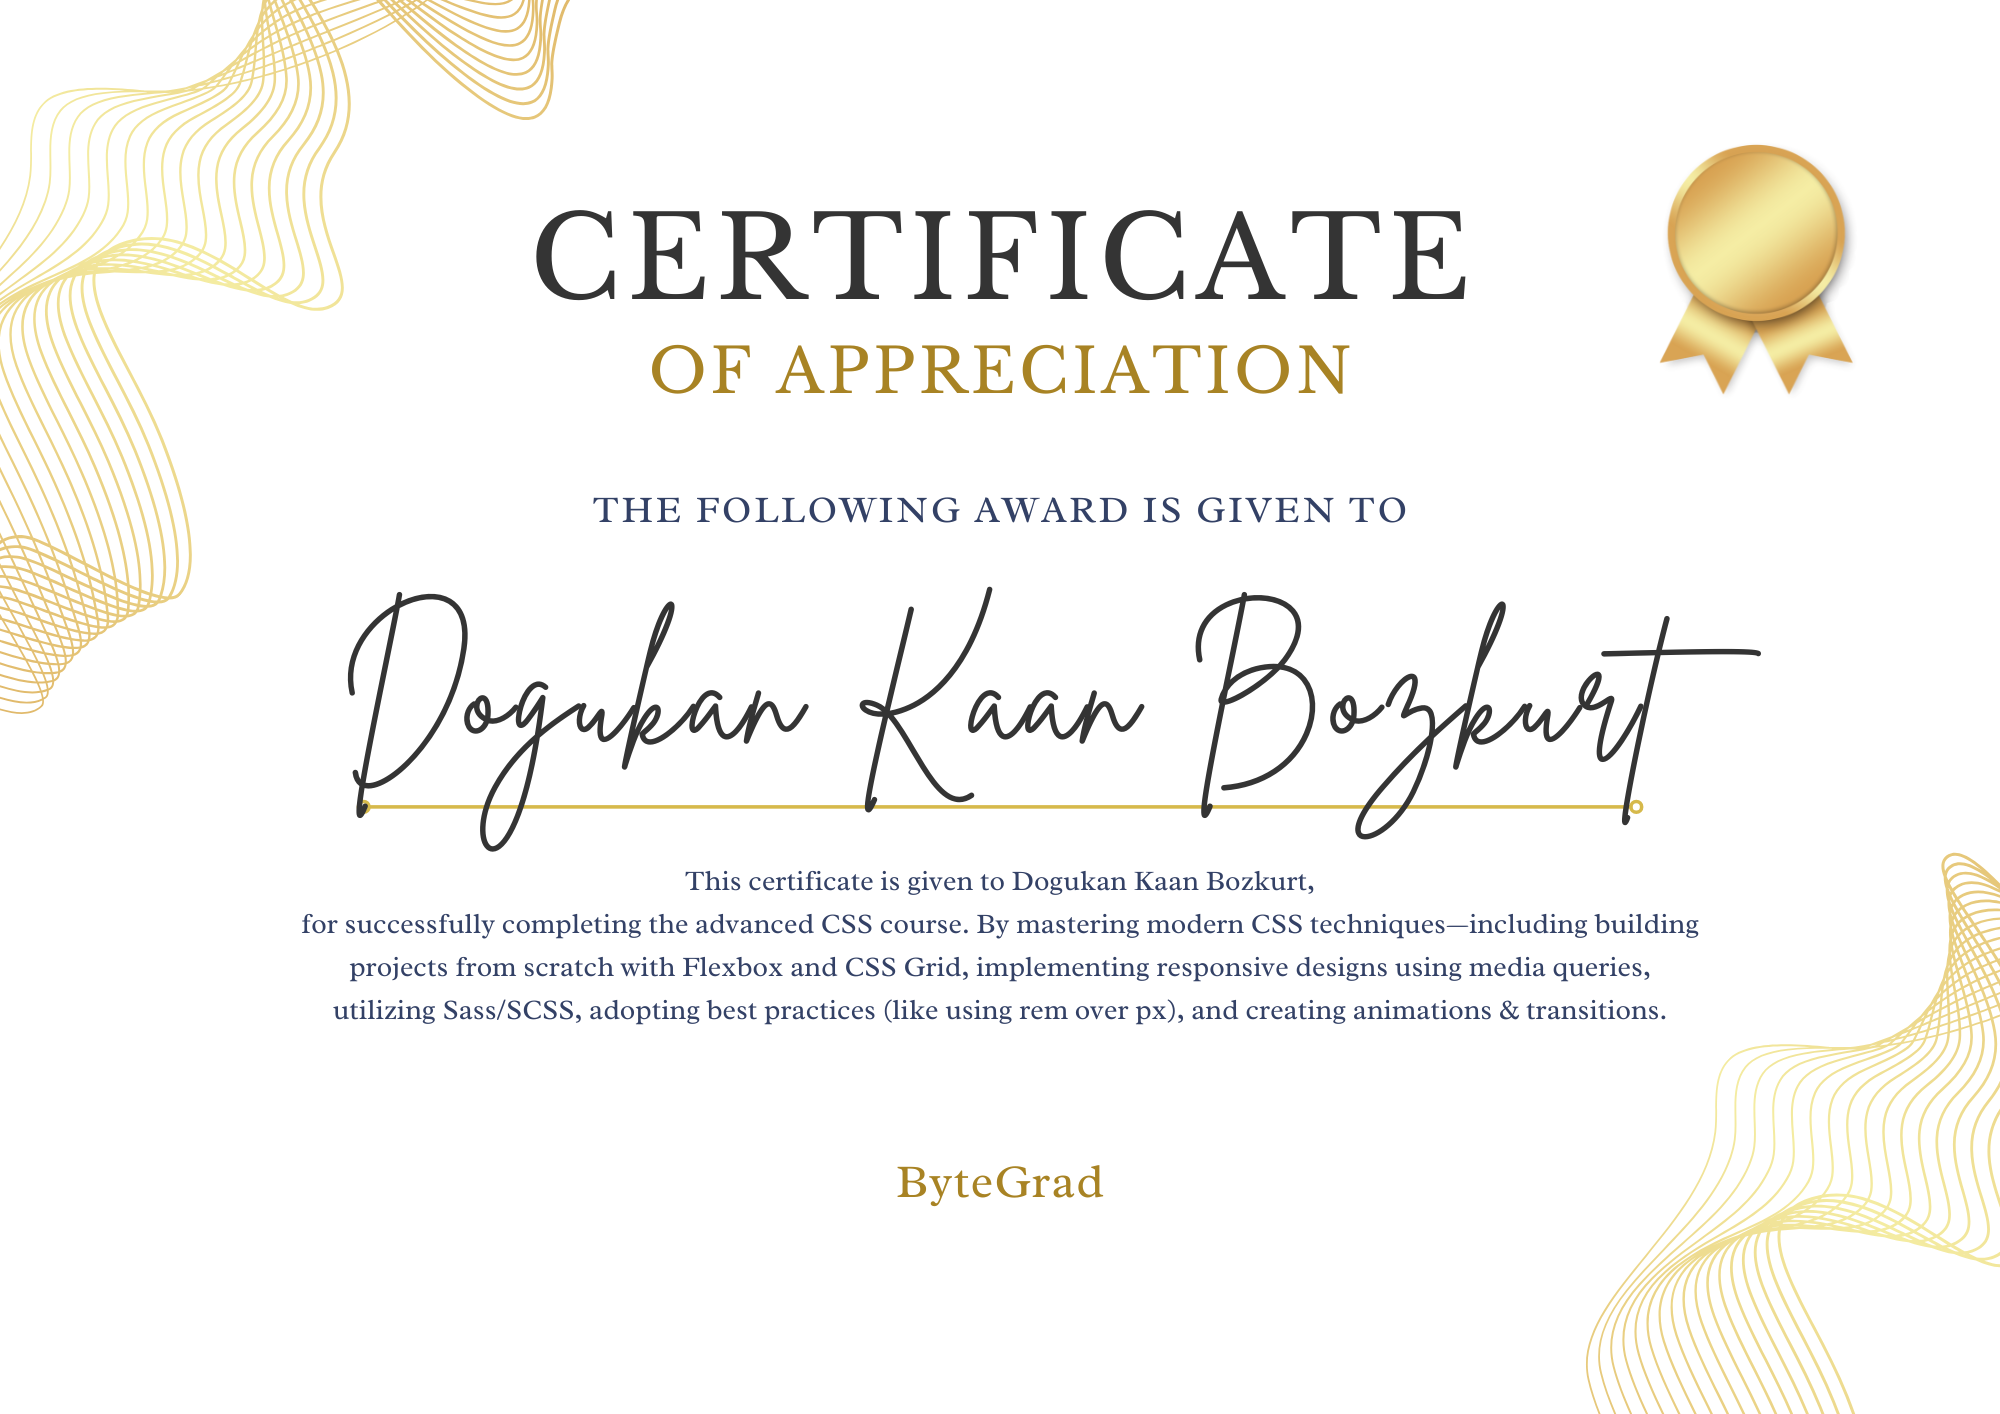 CERTIFICATE
OF APPRECIATION
THE FOLLOWING AWARD IS GIVEN TO
Dogukan Kaan Bozkurt
This certificate is given to Dogukan Kaan Bozkurt,
for successfully completing the advanced CSS course. By mastering modern CSS techniques—including building
projects from scratch with Flexbox and CSS Grid, implementing responsive designs using media queries,
utilizing Sass/SCSS, adopting best practices (like using rem over px), and creating animations & transitions.
ByteGrad